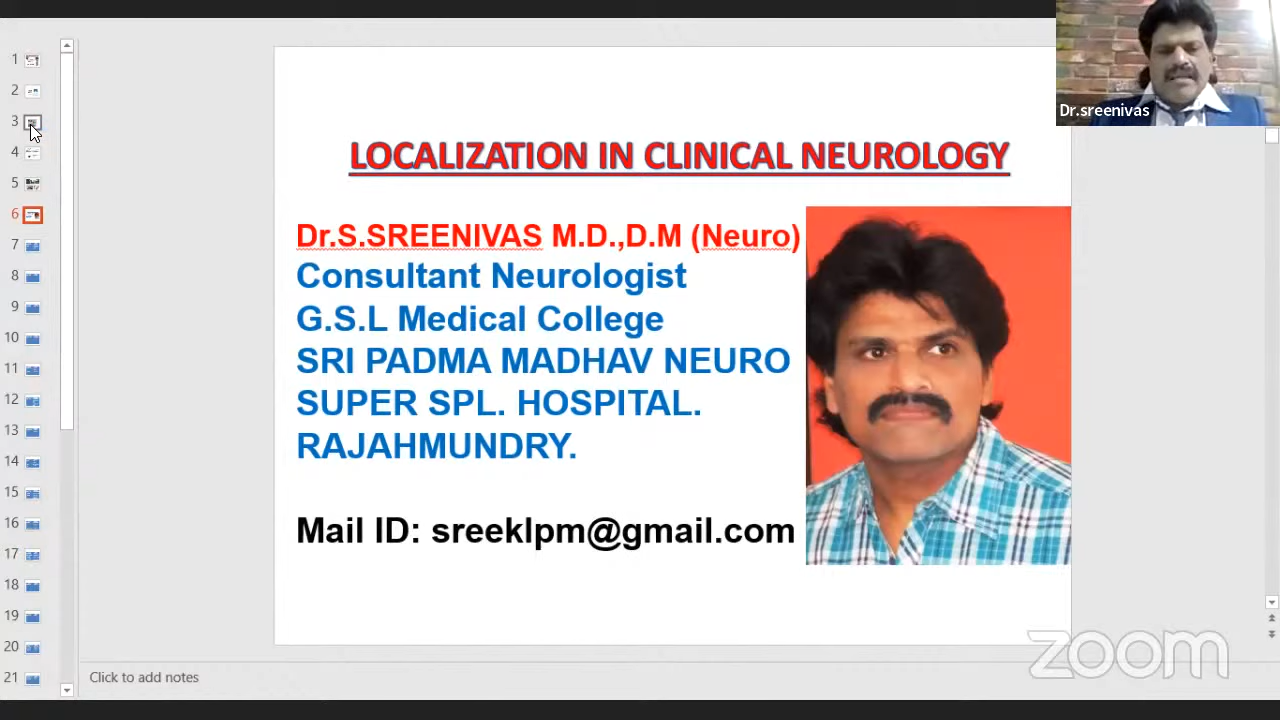 Dr.sreenivas
1
2
3
4
5
6
7
8
9
10
11
12
13
14
15
16
17
18
19
20
21
LOCALIZATION IN CLINICAL NEUROLOGY
Dr.S.SREENIVAS M.D.,D.M (Neuro)
Consultant Neurologist
G.S.L Medical College
SRI PADMA MADHAV NEURO
SUPER SPL. HOSPITAL.
RAJAHMUNDRY.
Mail ID: sreeklpm@gmail.com
zoom
Click to add notes